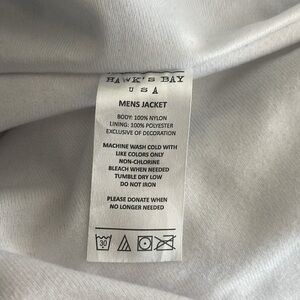 HAWK'S BAY
USA
MENS JACKET
BODY: 100% NYLON
LINING: 100% POLYESTER
EXCLUSIVE OF DECORATION
MACHINE WASH COLD WITH
LIKE COLORS ONLY
NON-CHLORINE
BLEACH WHEN NEEDED
TUMBLE DRY LOW
DO NOT IRON
PLEASE DONATE WHEN
NO LONGER NEEDED
30